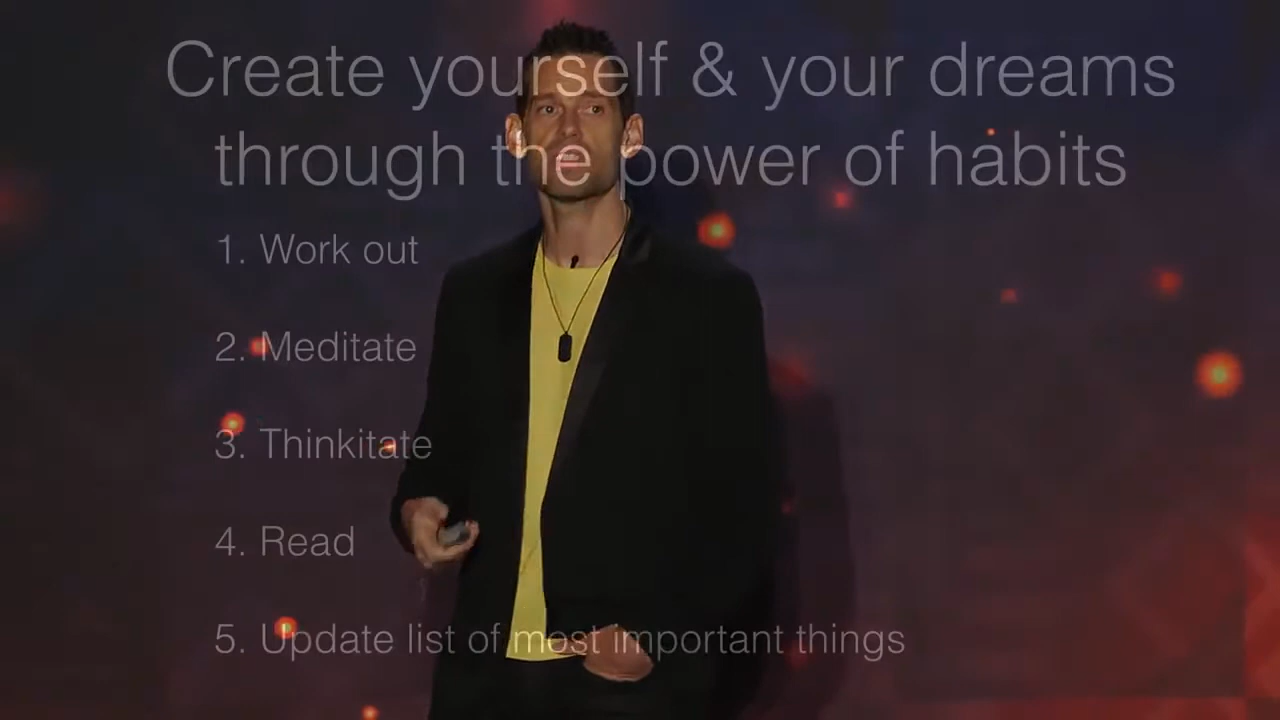 Create yourself & your dreams
through the power of habits
1. Work out
2. Meditate
3. Thinkitate
4. Read
5. Update list of most important things